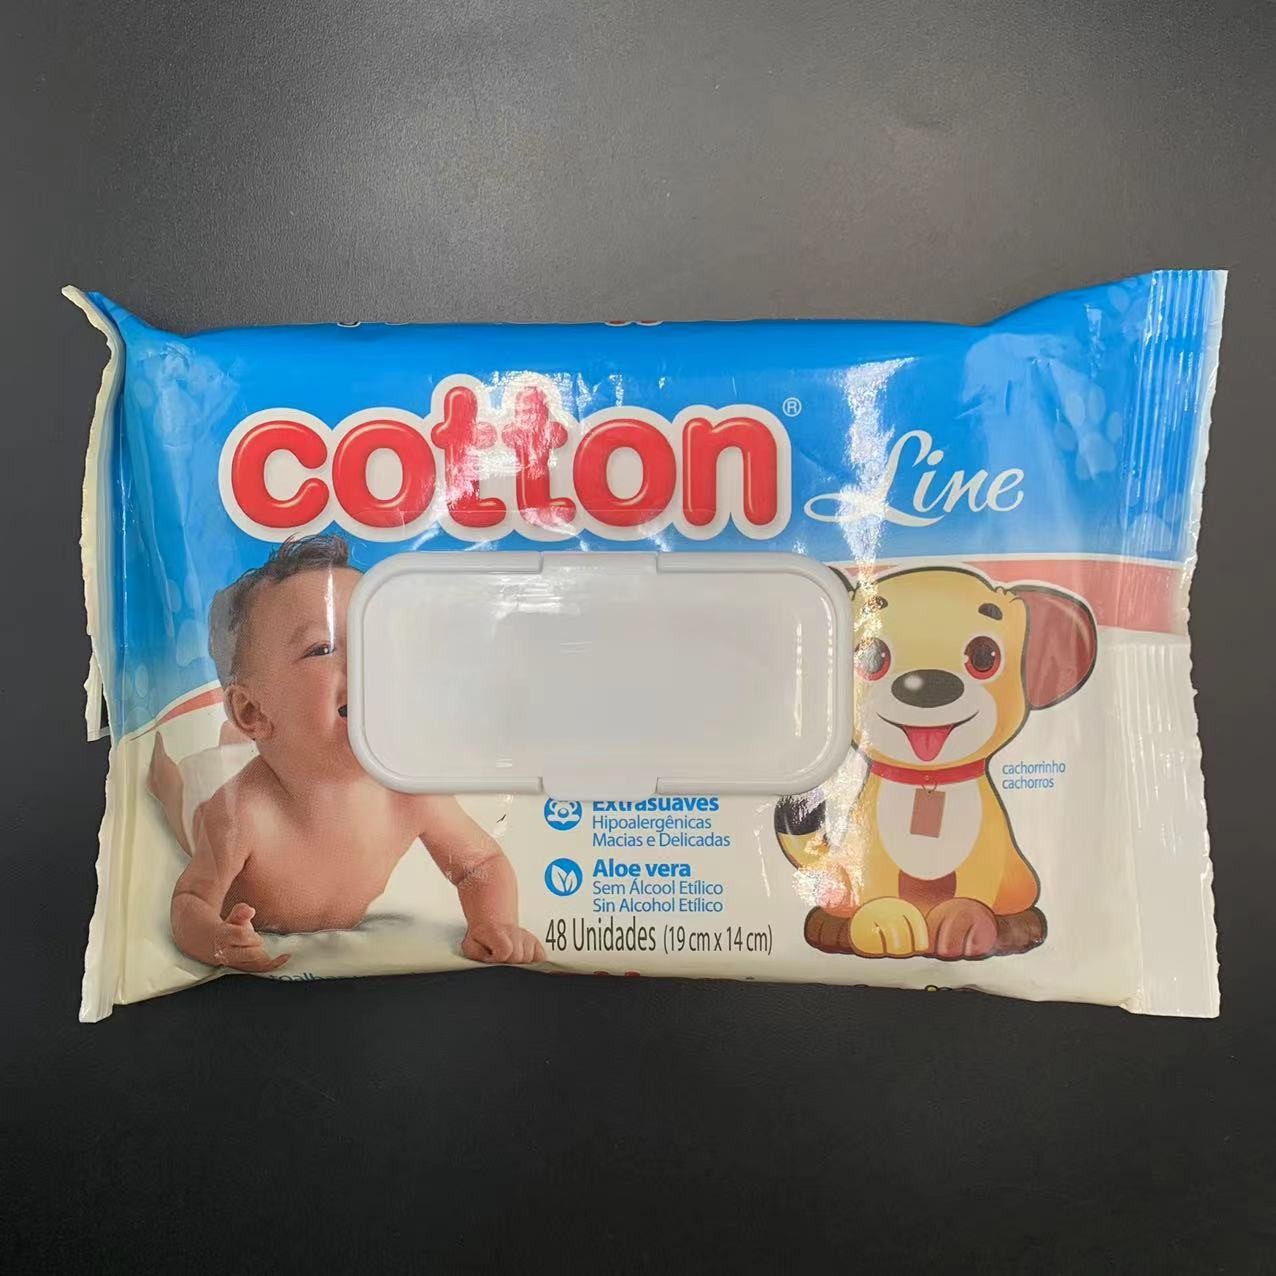 cotton®
Line
cachorrinho
cachorros
Extrasuaves
Hipoalergênicas
Macias e Delicadas
Aloe vera
Sem Álcool Etílico
Sin Alcohol Etílico
48 Unidades (19 cm x 14 cm)